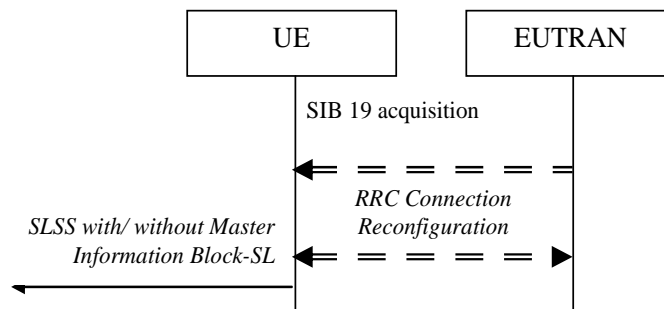 UE
EUTRAN
SIB 19 acquisition
RRC Connection
Reconfiguration
SLSS with/ without Master
Information Block-SL